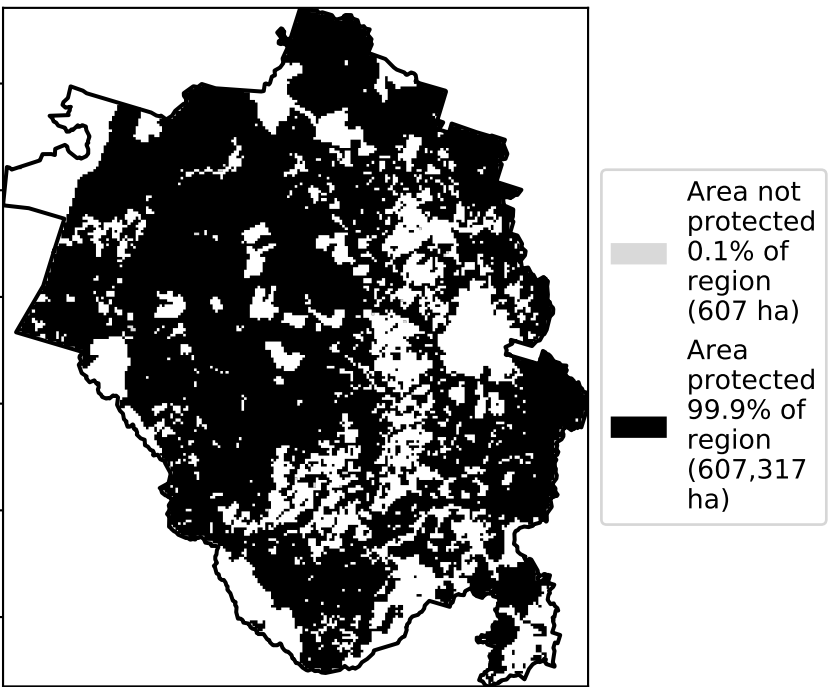 Area not
protected
0.1% of
region
(607 ha)
Area
protected
99.9% of
region
(607,317
ha)